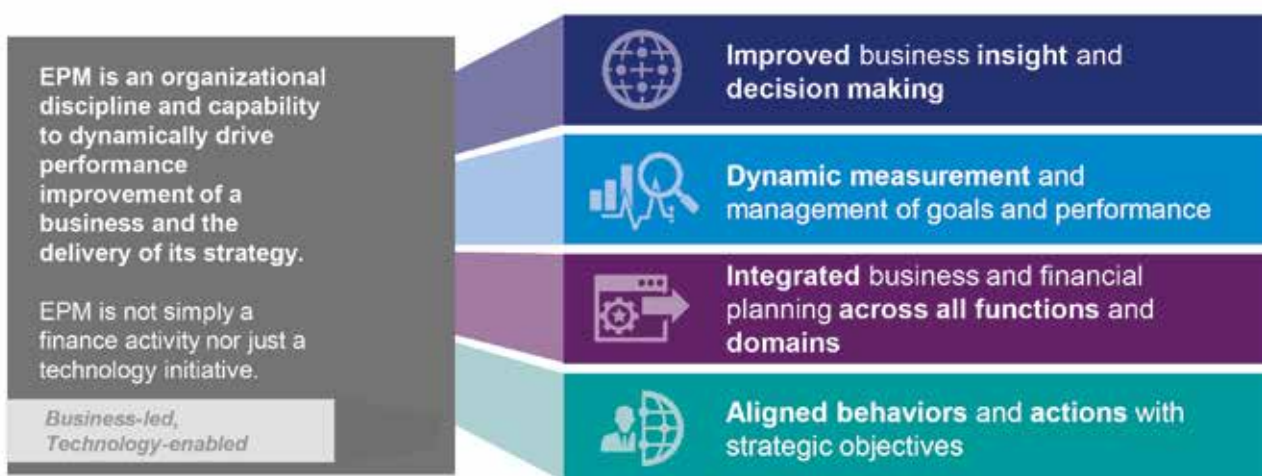 EPM is an organizational
discipline and capability
to dynamically drive
performance
improvement of a
business and the
delivery of its strategy.
EPM is not simply a
finance activity nor just a
technology initiative.
Business-led,
Technology-enabled
Improved business insight and
decision making
Dynamic measurement and
management of goals and performance
Integrated business and financial
planning across all functions and
domains
Aligned behaviors and actions with
strategic objectives